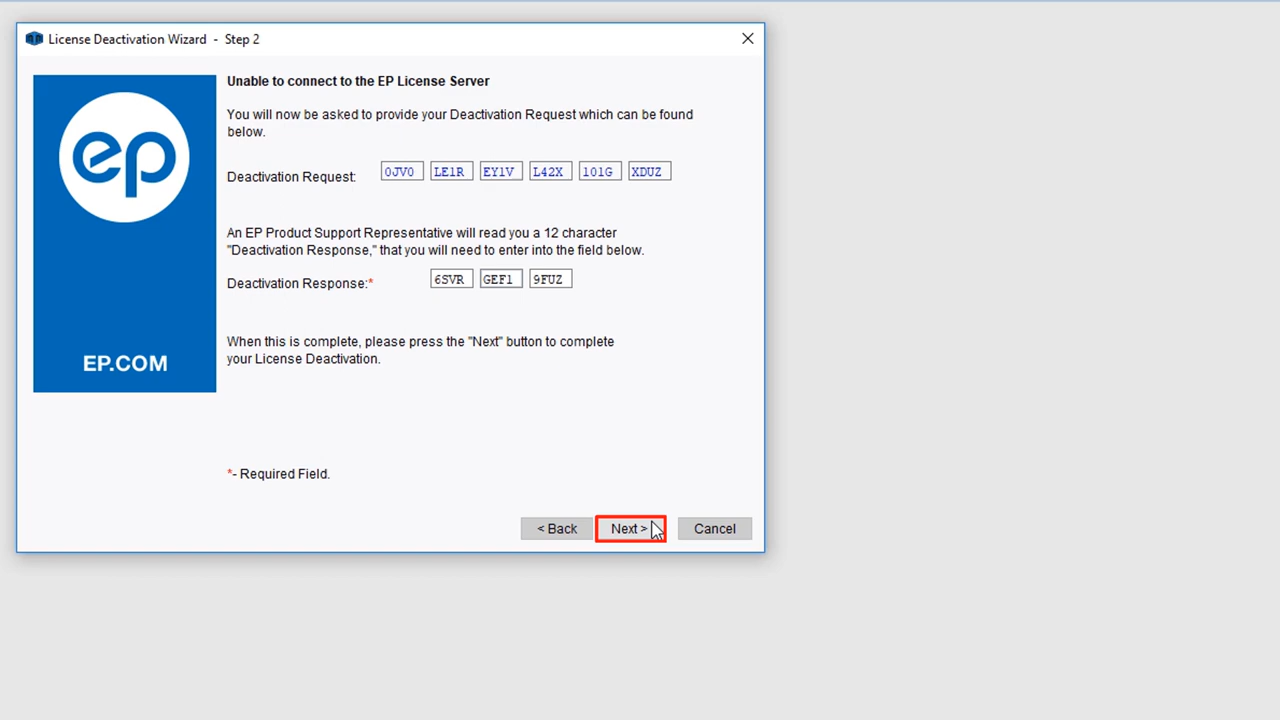 License Deactivation Wizard - Step 2
ep
EP.COM
Unable to connect to the EP License Server
You will now be asked to provide your Deactivation Request which can be found
below.
Deactivation Request: 0JV0 LE1R EY1V L42X 101G XDUZ
An EP Product Support Representative will read you a 12 character
"Deactivation Response," that you will need to enter into the field below.
Deactivation Response:* 6SVR GEF1 9FUZ
When this is complete, please press the "Next" button to complete
your License Deactivation.
*- Required Field.
< Back Next > Cancel